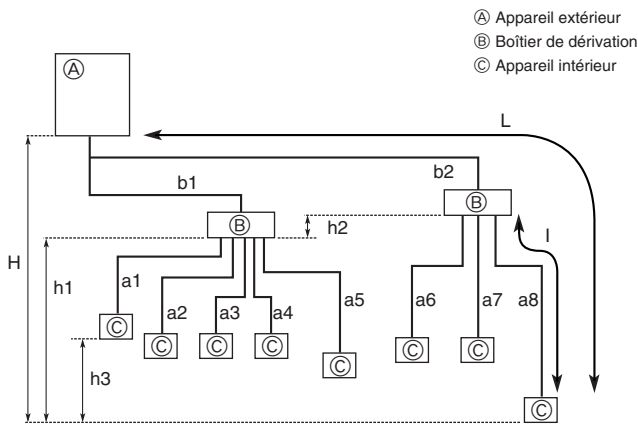 Ⓐ Appareil extérieur
Ⓑ Boîtier de dérivation
Ⓒ Appareil intérieur
Ⓐ
L
b1
b2
Ⓑ
Ⓑ
h2
l
H
h1
a1
a2
a3
a4
a5
a6
a7
a8
Ⓒ
Ⓒ
Ⓒ
Ⓒ
Ⓒ
Ⓒ
Ⓒ
h3
Ⓒ